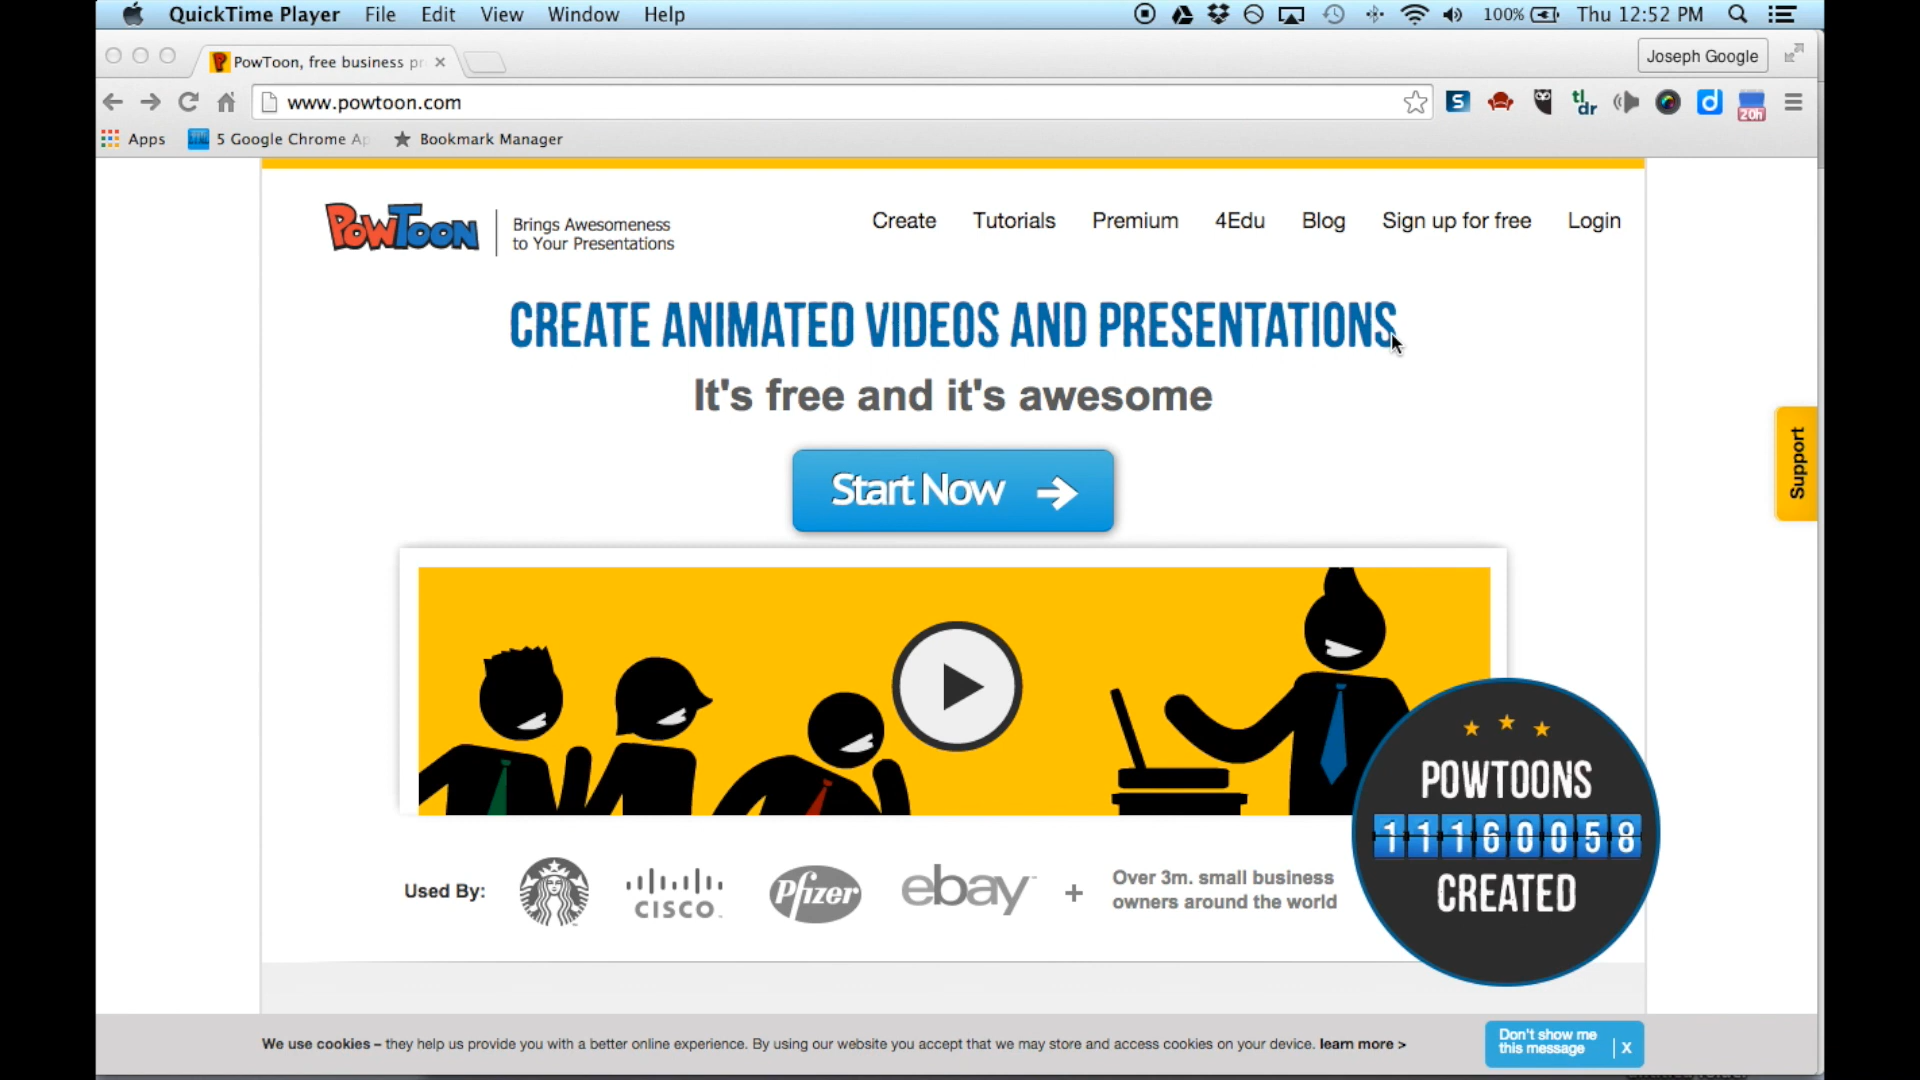 QuickTime Player File Edit View Window Help 100% Thu 12:52 PM
PowToon, free business pr
Joseph Google
www.powtoon.com
S tl;dr d 20h
Apps 5 Google Chrome Ap Bookmark Manager
PowToon
Brings Awesomeness
to Your Presentations
Create Tutorials Premium 4Edu Blog Sign up for free Login
CREATE ANIMATED VIDEOS AND PRESENTATIONS
It's free and it's awesome
Start Now
Support
POWTOONS
11160058
CREATED
Used By:
CISCO
Pfizer
ebay
+
Over 3m. small business
owners around the world
We use cookies – they help us provide you with a better online experience. By using our website you accept that we may store and access cookies on your device. learn more >
Don't show me
this message | X